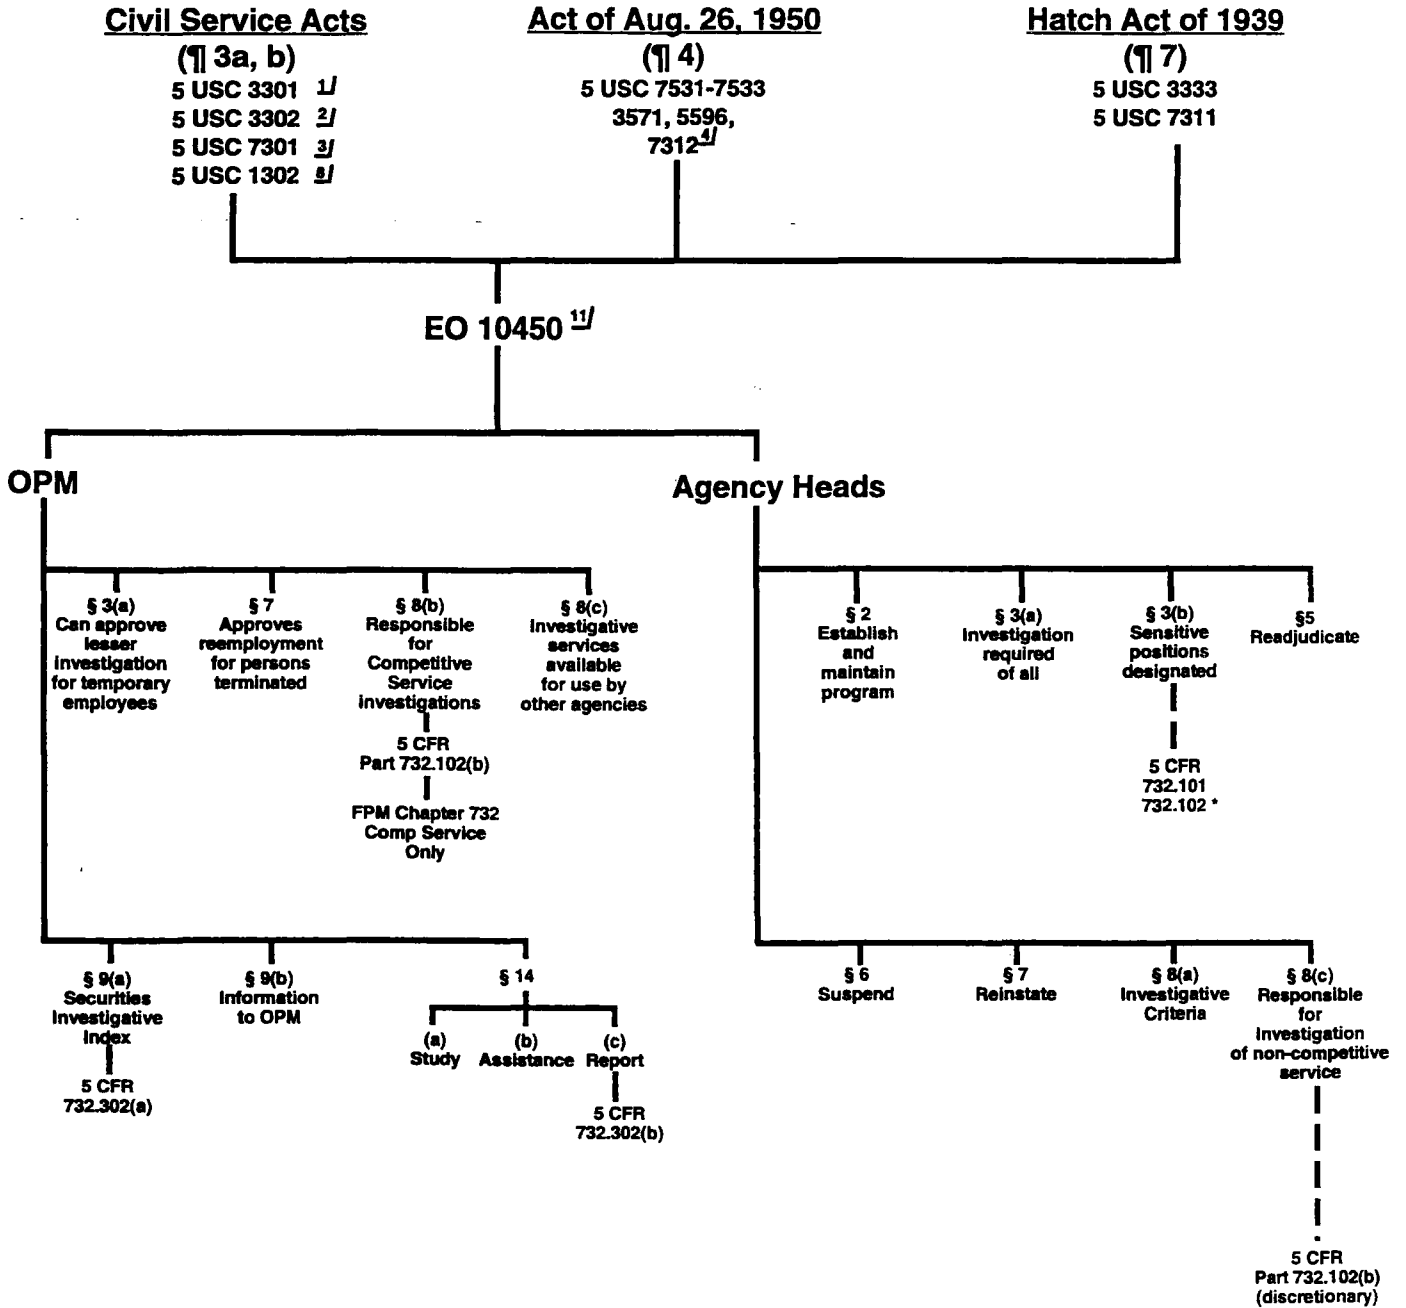 Civil Service Acts
(¶ 3a, b)
5 USC 3301 1/
5 USC 3302 2/
5 USC 7301 3/
5 USC 1302 8/
Act of Aug. 26, 1950
(¶ 4)
5 USC 7531-7533
3571, 5596,
7312 4/
Hatch Act of 1939
(¶ 7)
5 USC 3333
5 USC 7311
EO 10450 11/
OPM
Agency Heads
§ 3(a)
Can approve
lesser
investigation
for temporary
employees
§ 7
Approves
reemployment
for persons
terminated
§ 8(b)
Responsible
for
Competitive
Service
investigations
5 CFR
Part 732.102(b)
FPM Chapter 732
Comp Service
Only
§ 8(c)
Investigative
services
available
for use by
other agencies
§ 2
Establish
and
maintain
program
§ 3(a)
Investigation
required
of all
§ 3(b)
Sensitive
positions
designated
5 CFR
732.101
732.102 *
§5
Readjudicate
§ 9(a)
Securities
Investigative
Index
5 CFR
732.302(a)
§ 9(b)
Information
to OPM
§ 14
(a)
Study
(b)
Assistance
(c)
Report
5 CFR
732.302(b)
§ 6
Suspend
§ 7
Reinstate
§ 8(a)
Investigative
Criteria
§ 8(c)
Responsible
for
investigation
of non-competitive
service
5 CFR
Part 732.102(b)
(discretionary)